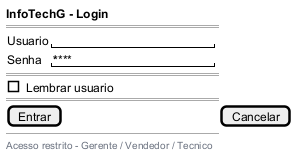 InfoTechG - Login
Usuario
Senha ****
Lembrar usuario
Entrar Cancelar
Acesso restrito - Gerente / Vendedor / Tecnico